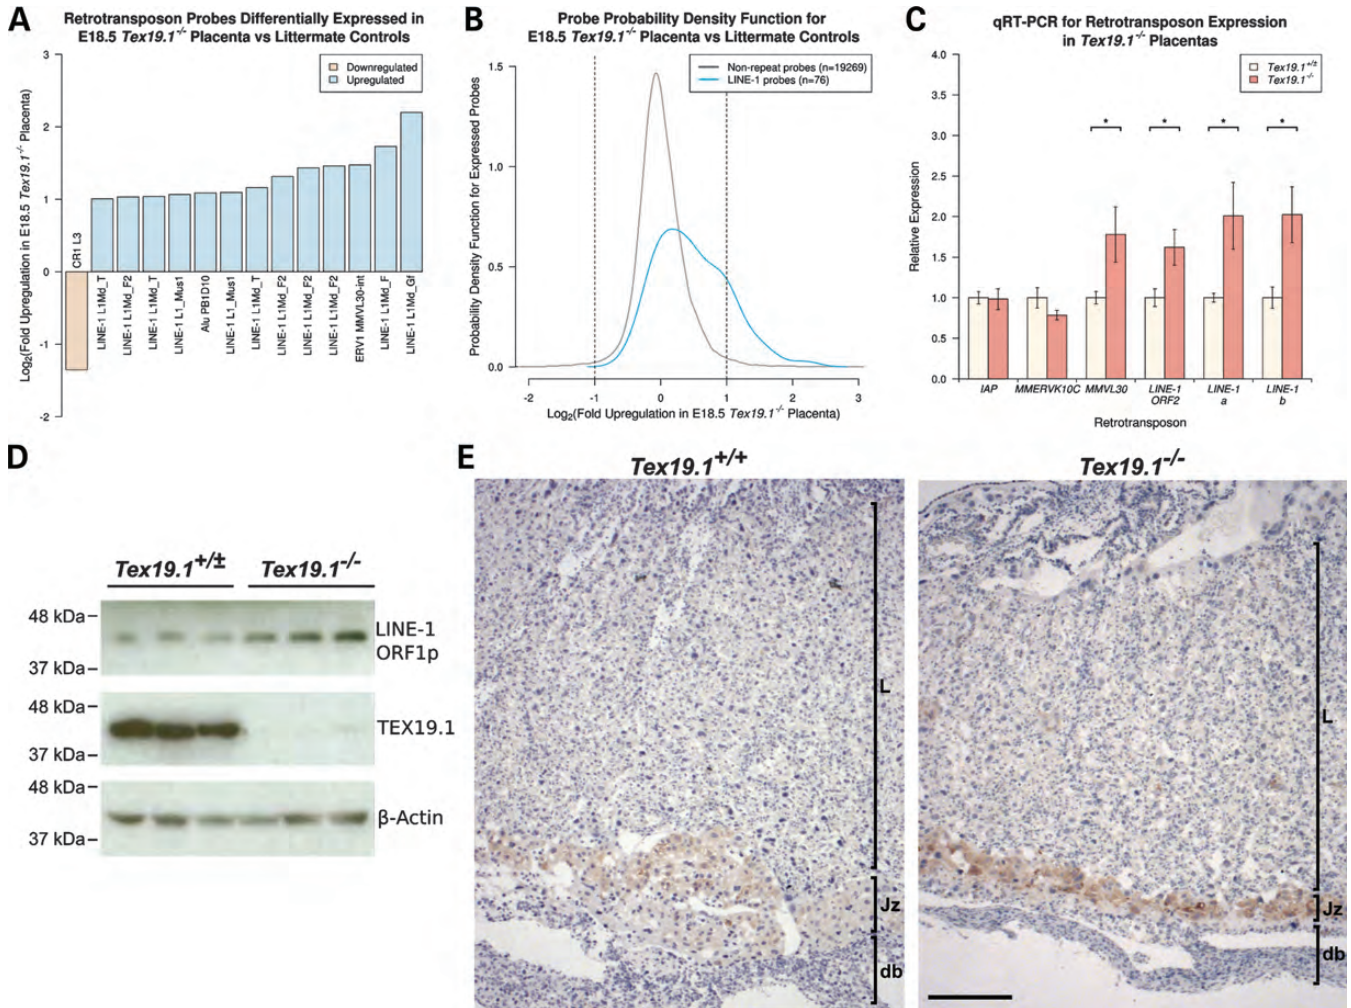 A
Retrotransposon Probes Differentially Expressed in
E18.5 Tex19.1-/- Placenta vs Littermate Controls
Downregulated
Upregulated
Log2(Fold Upregulation in E18.5 Tex19.1-/- Placenta)
3
2
1
0
-1
-2
CR1 L3
LINE-1 L1Md_T
LINE-1 L1Md_F2
LINE-1 L1Md_T
LINE-1 L1_Mus1
Alu PB1D10
LINE-1 L1_Mus1
LINE-1 L1Md_T
LINE-1 L1Md_F2
LINE-1 L1Md_F2
LINE-1 L1Md_F2
ERV1 MMVL30-int
LINE-1 L1Md_F
LINE-1 L1Md_Gf
B
Probe Probability Density Function for
E18.5 Tex19.1-/- Placenta vs Littermate Controls
Non-repeat probes (n=19269)
LINE-1 probes (n=76)
Probability Density Function for Expressed Probes
1.5
1.0
0.5
0.0
-2 -1 0 1 2 3
Log2(Fold Upregulation in E18.5 Tex19.1-/- Placenta)
C
qRT-PCR for Retrotransposon Expression
in Tex19.1-/- Placentas
Tex19.1+/±
Tex19.1-/-
Relative Expression
4.0
3.5
3.0
2.5
2.0
1.5
1.0
0.5
0.0
* * * *
IAP MMERVK10C MMVL30 LINE-1 LINE-1 LINE-1
ORF2 a b
Retrotransposon
D
Tex19.1+/± Tex19.1-/-
48 kDa
37 kDa
LINE-1
ORF1p
48 kDa
37 kDa
TEX19.1
48 kDa
37 kDa
β-Actin
E
Tex19.1+/+
L
Jz
db
Tex19.1-/-
L
Jz
db